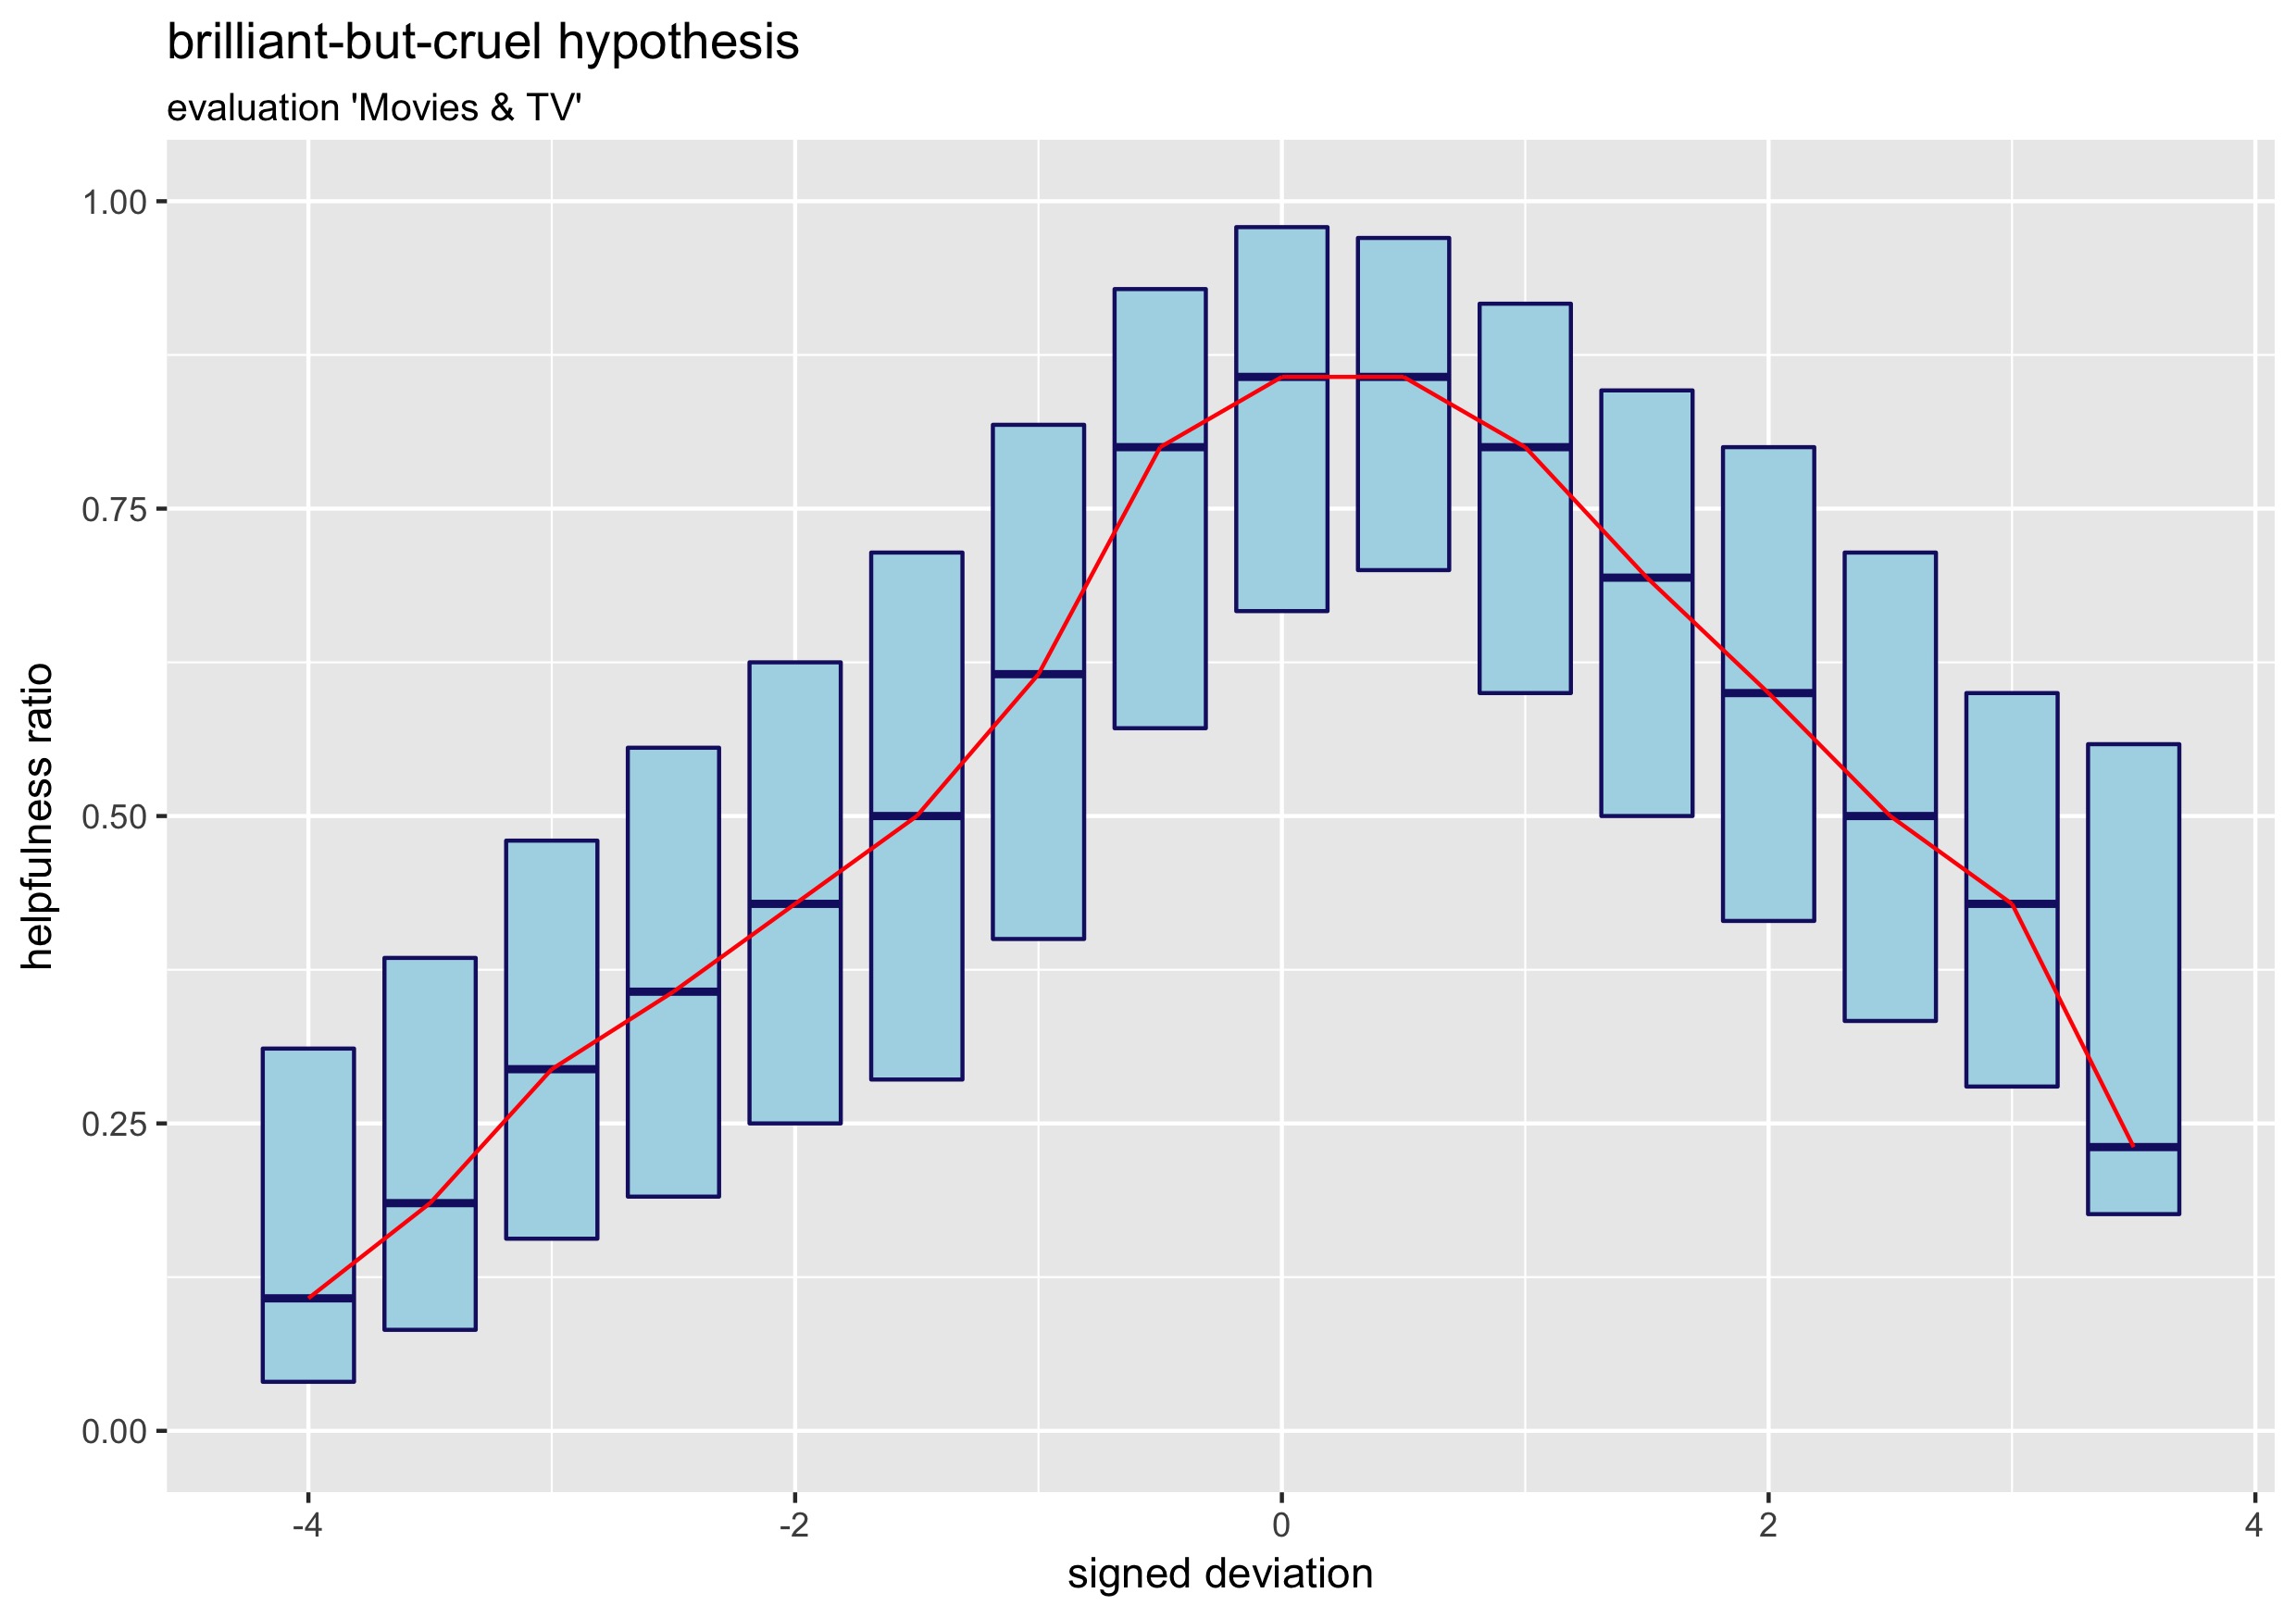 brilliant-but-cruel hypothesis
evaluation 'Movies & TV'
helpfulness ratio
1.00
0.75
0.50
0.25
0.00
-4
-2
0
2
4
signed deviation